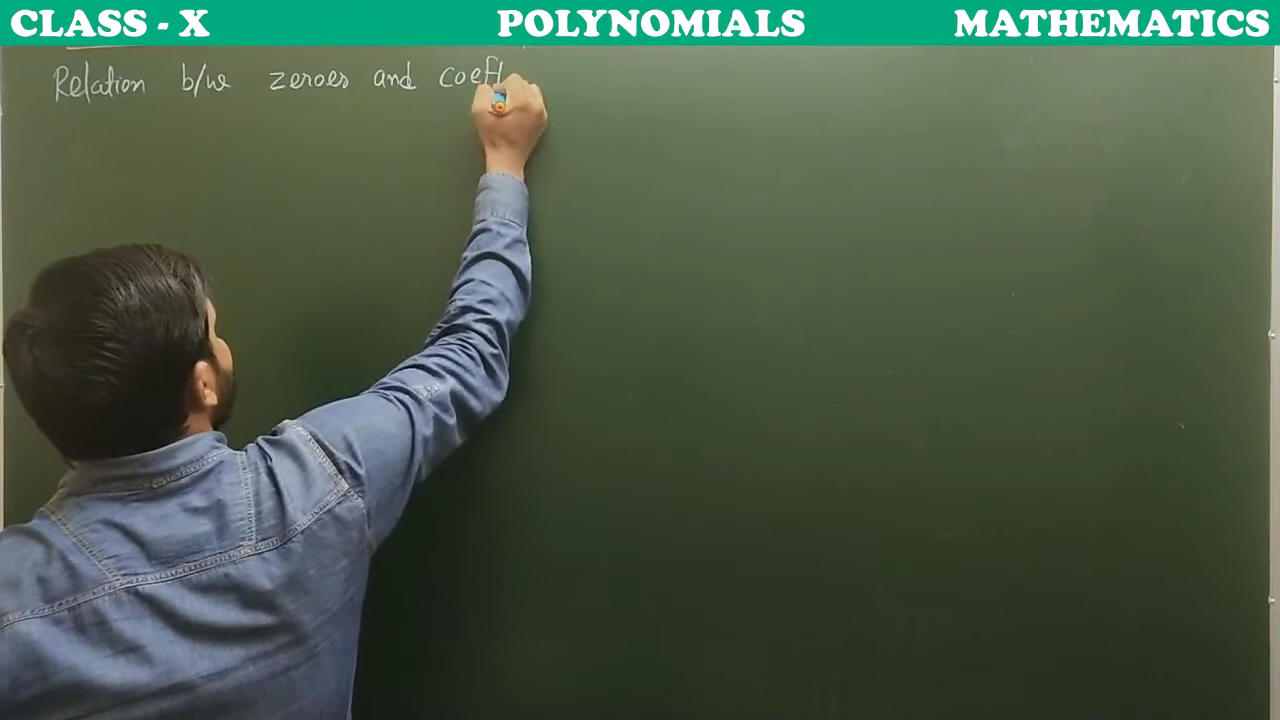 CLASS - X POLYNOMIALS MATHEMATICS
Relation b/w zeroes and coeff